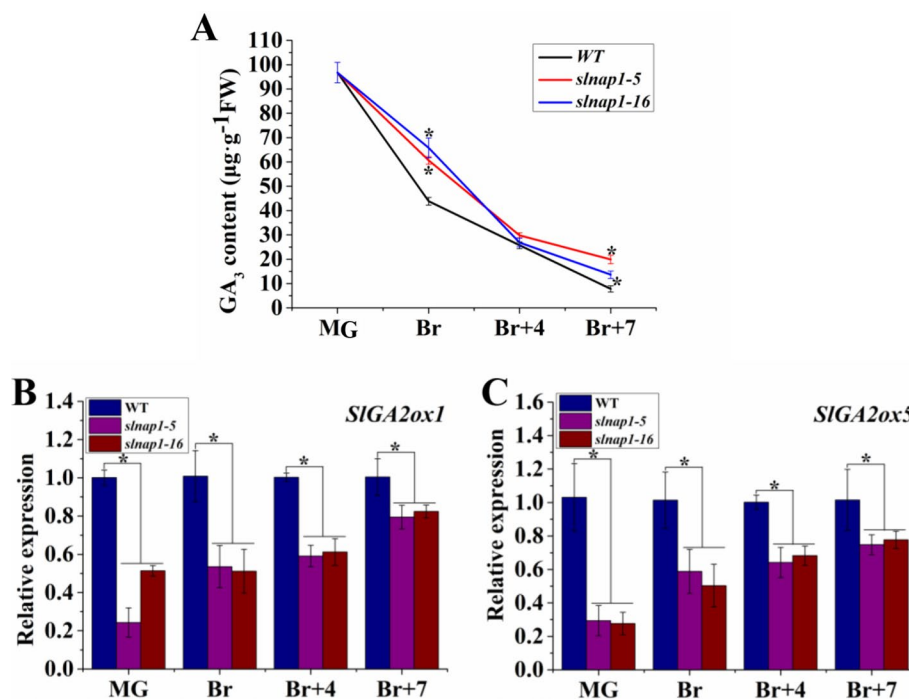 A
110
100
90
80
70
60
50
40
30
20
10
0
GA3 content (μg·g-1FW)
WT
slnap1-5
slnap1-16
*
*
*
*
MG Br Br+4 Br+7
B
1.4
1.2
1.0
0.8
0.6
0.4
0.2
0.0
Relative expression
WT
slnap1-5
slnap1-16
SlGA2ox1
* * * *
MG Br Br+4 Br+7
C
1.6
1.4
1.2
1.0
0.8
0.6
0.4
0.2
0.0
Relative expression
WT
slnap1-5
slnap1-16
SlGA2ox5
* * * *
MG Br Br+4 Br+7